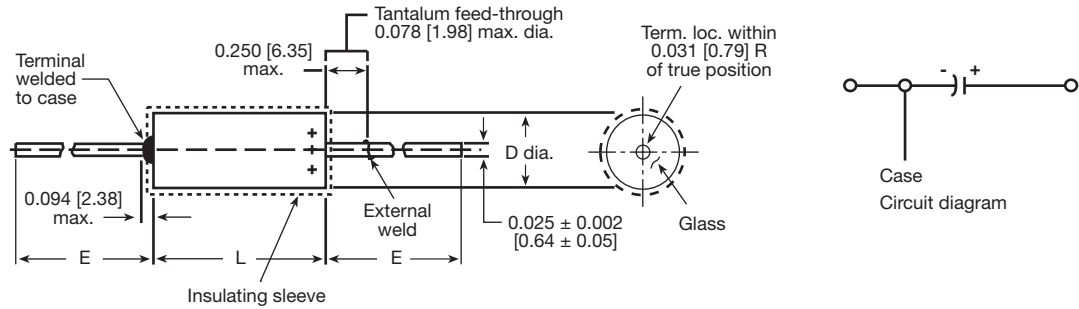 Tantalum feed-through
0.078 [1.98] max. dia.
0.250 [6.35]
max.
Terminal
welded
to case
Term. loc. within
0.031 [0.79] R
of true position
- +
+
+
+
D dia.
0.094 [2.38]
max.
External
weld
0.025 ± 0.002
[0.64 ± 0.05]
Glass
Case
Circuit diagram
E
L
E
Insulating sleeve